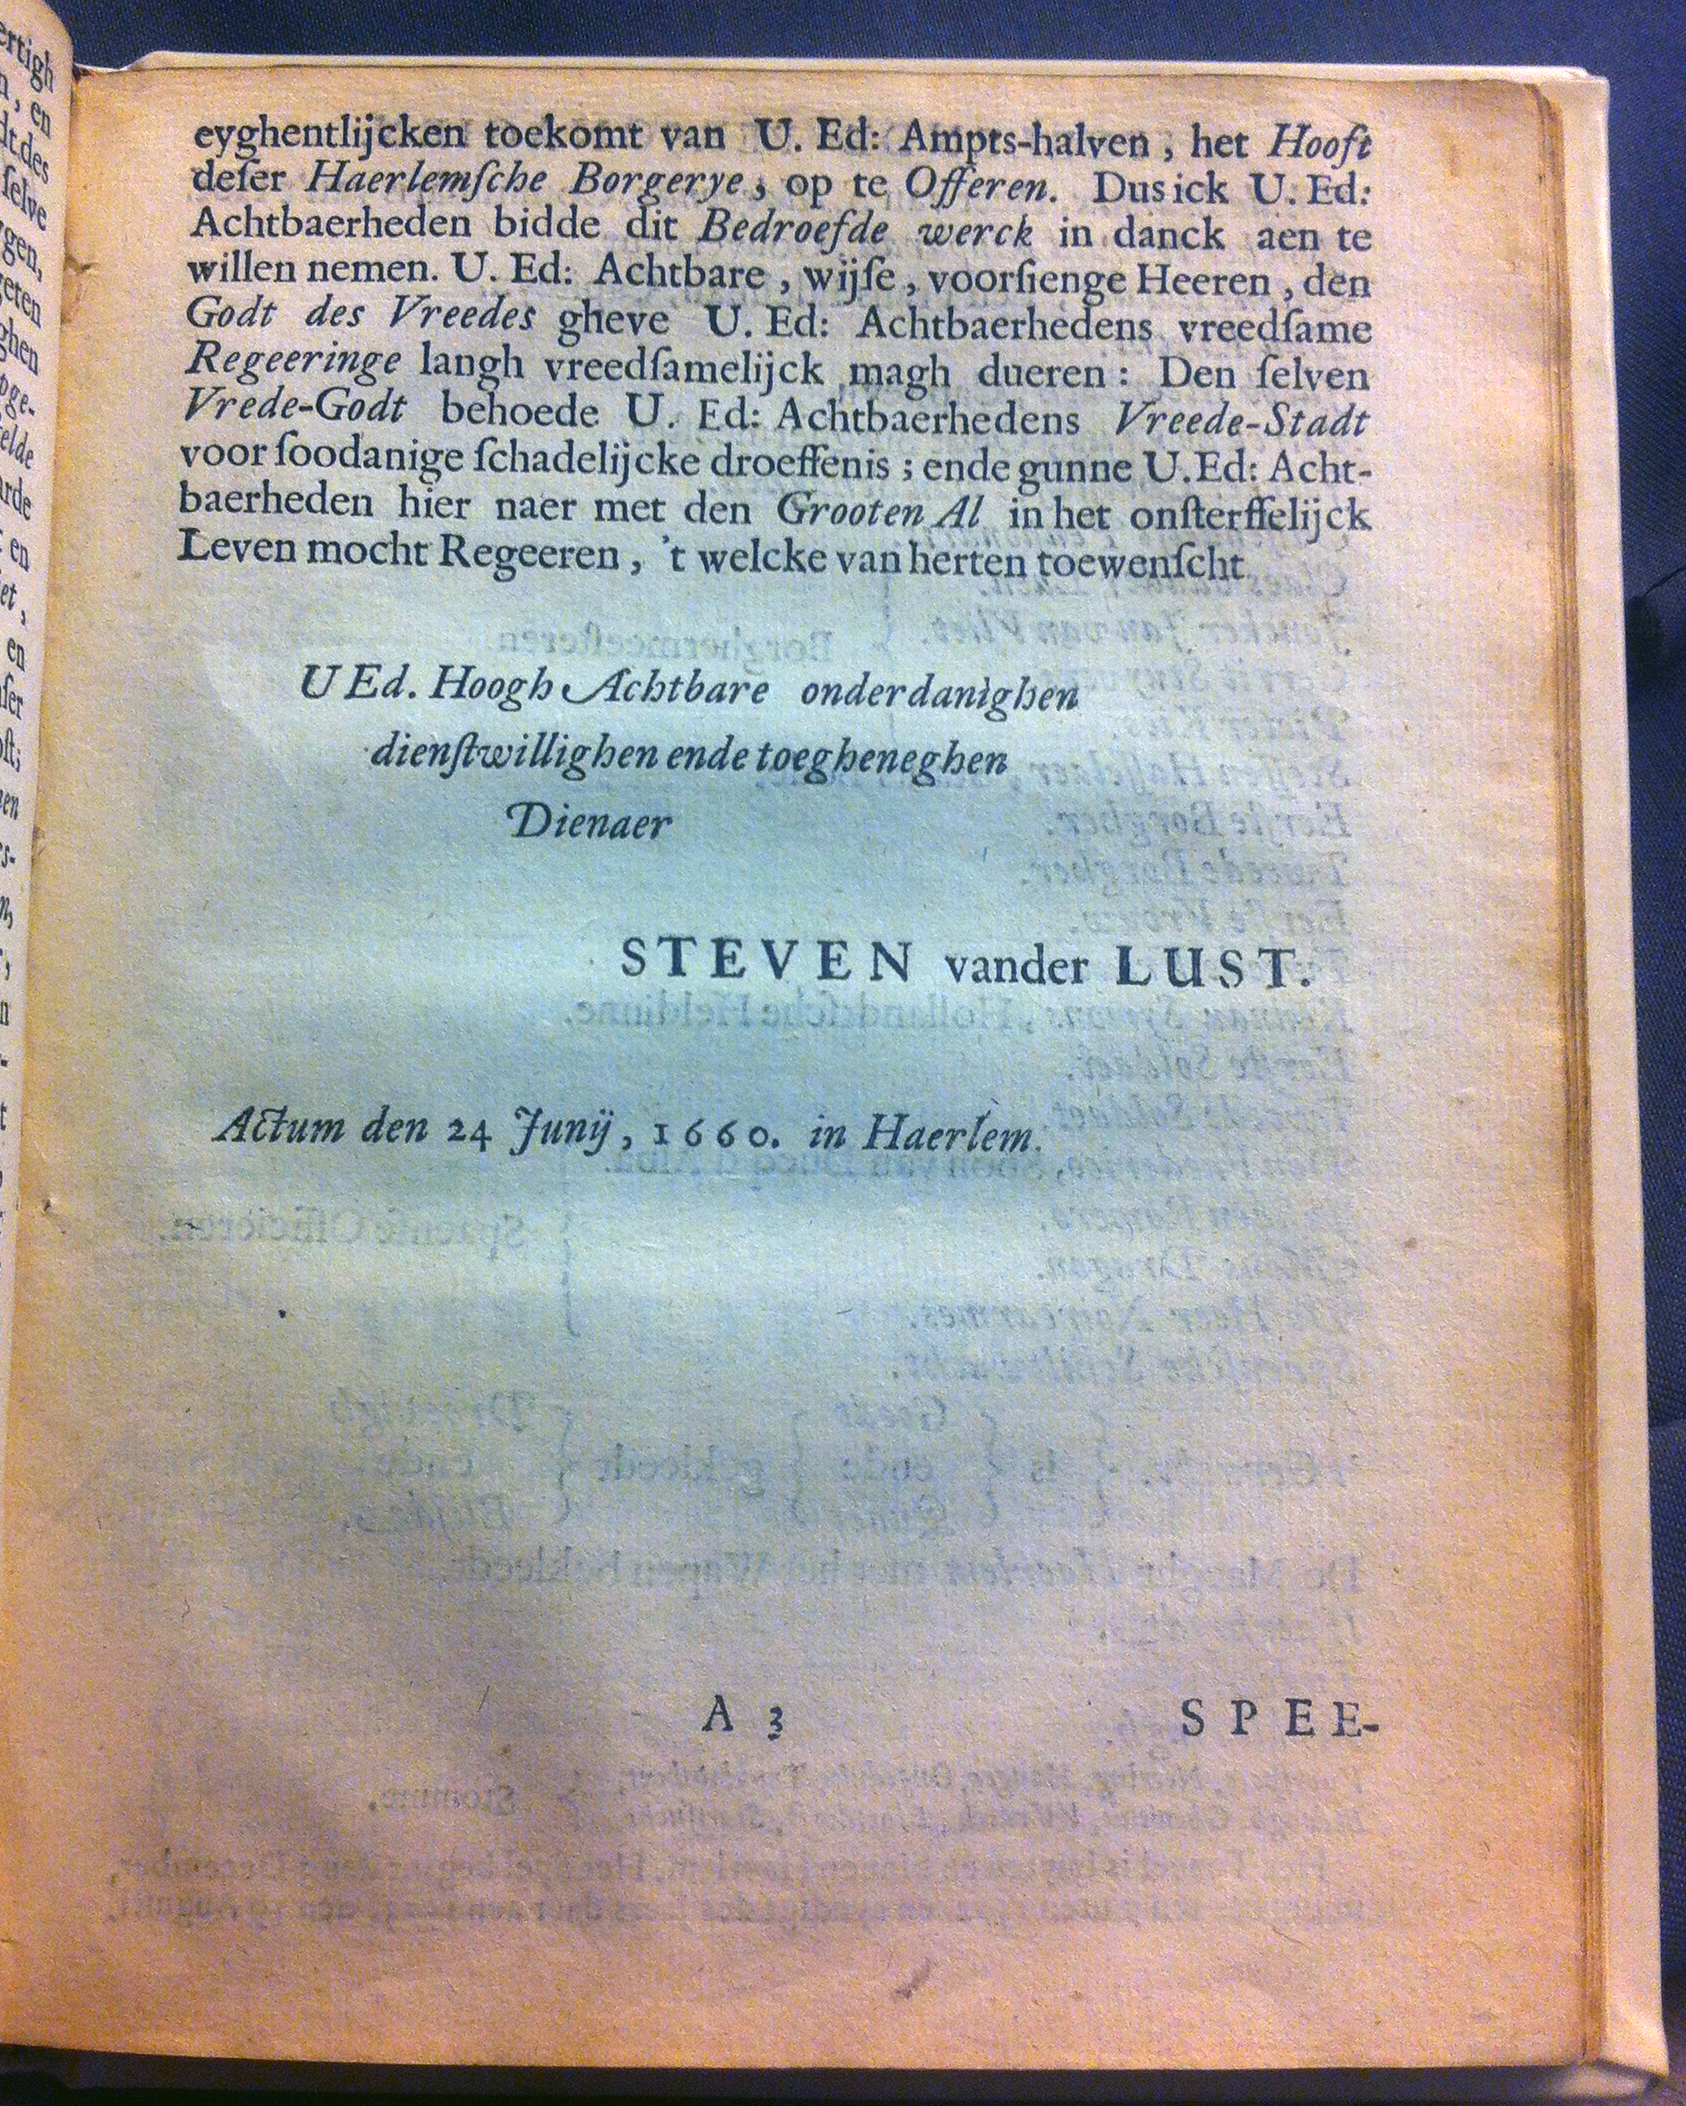 eyghentlijcken toekomt van U. Ed: Ampts-halven, het Hooft
deſer Haerlemſche Borgerye, op te Offeren. Dus ick U. Ed:
Achtbaerheden bidde dit Bedroefde werck in danck aen te
willen nemen. U. Ed: Achtbare, wijſe, voorſienge Heeren, den
Godt des Vreedes gheve U. Ed: Achtbaerhedens vreedſame
Regeeringe langh vreedſamelijck magh dueren: Den ſelven
Vrede-Godt behoede U. Ed: Achtbaerhedens Vreede-Stadt
voor ſoodanige ſchadelijcke droeffenis; ende gunne U. Ed: Acht-
baerheden hier naer met den Grooten Al in het onſterffelijck
Leven mocht Regeeren, 't welcke van herten toewenſcht
U Ed. Hoogh Achtbare onderdanighen
dienſtwillighen ende toegheneghen
Dienaer
STEVEN vander LUST.
Actum den 24 Junij, 1660. in Haerlem.
A 3 SPEE-